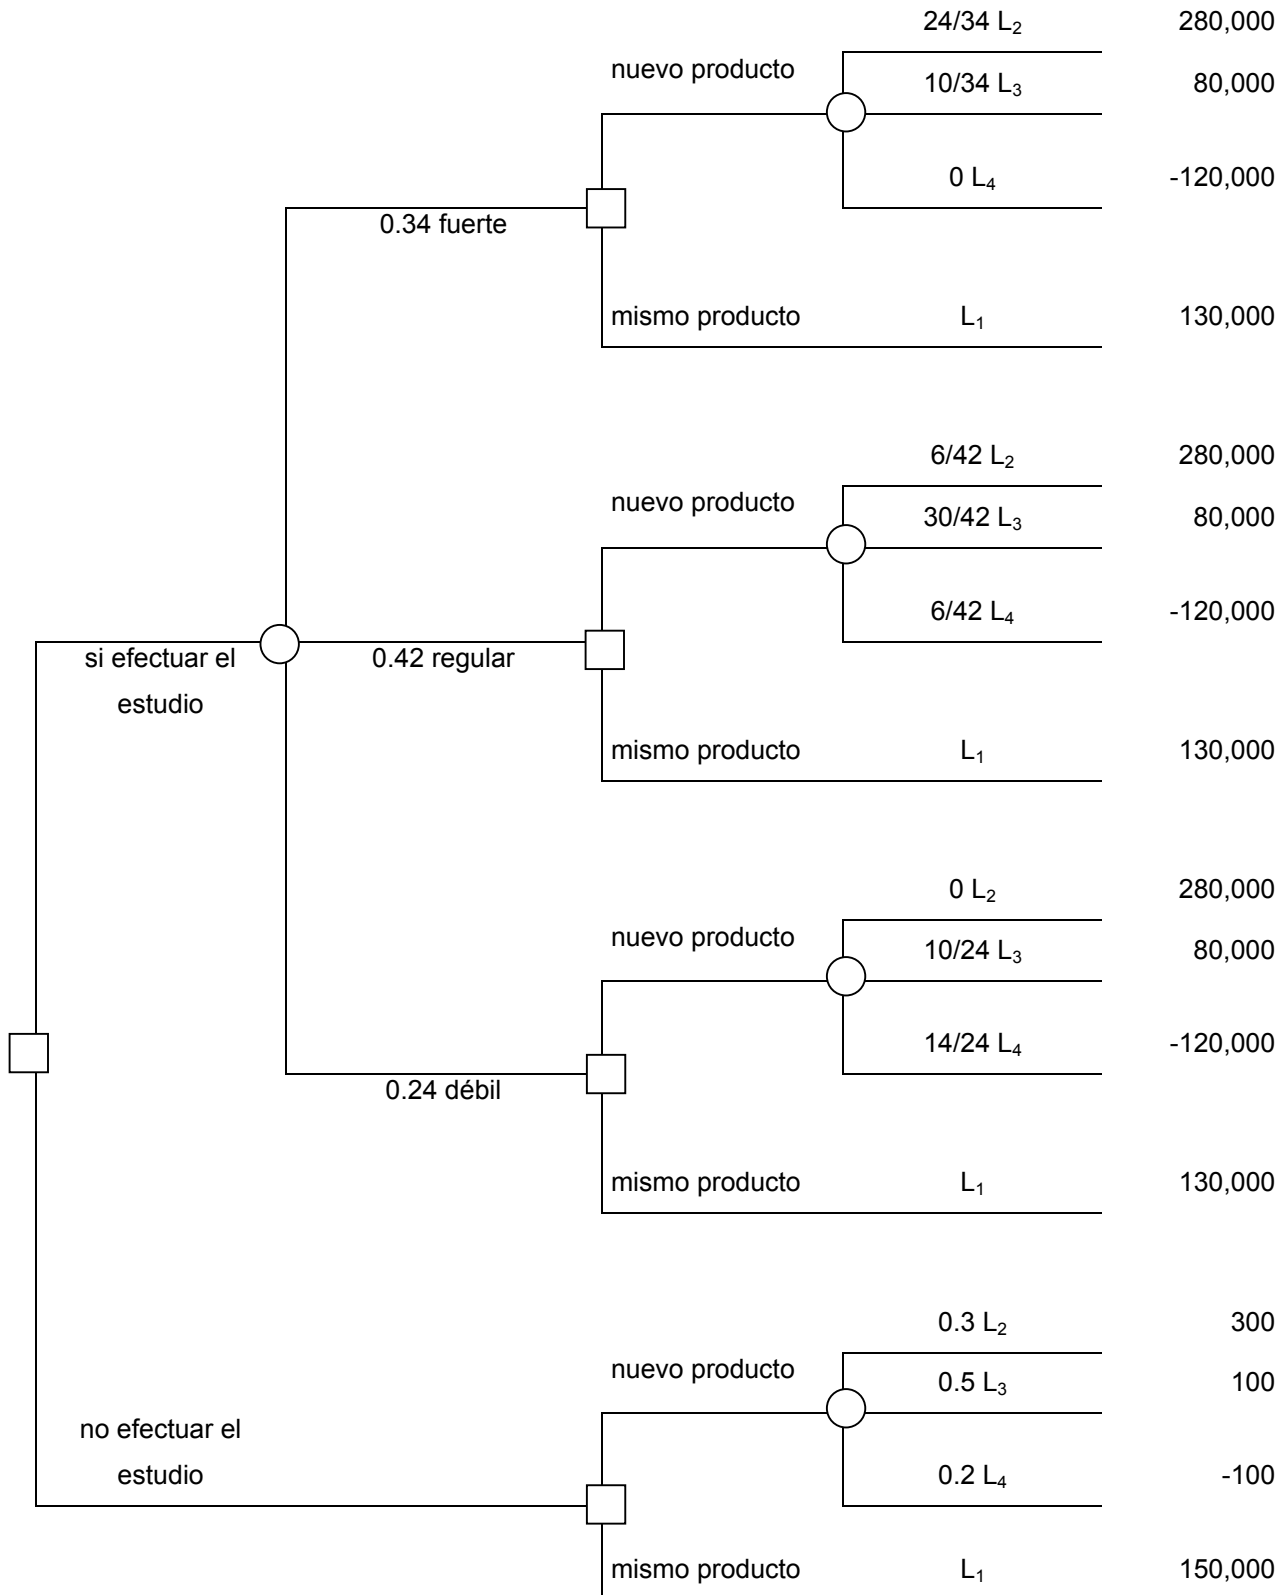 24/34 L₂ 280,000
nuevo producto
10/34 L₃ 80,000
0 L₄ -120,000
0.34 fuerte
mismo producto L₁ 130,000
6/42 L₂ 280,000
nuevo producto
30/42 L₃ 80,000
6/42 L₄ -120,000
si efectuar el
estudio
0.42 regular
mismo producto L₁ 130,000
0 L₂ 280,000
nuevo producto
10/24 L₃ 80,000
14/24 L₄ -120,000
0.24 débil
mismo producto L₁ 130,000
0.3 L₂ 300
nuevo producto
0.5 L₃ 100
no efectuar el
estudio
0.2 L₄ -100
mismo producto L₁ 150,000